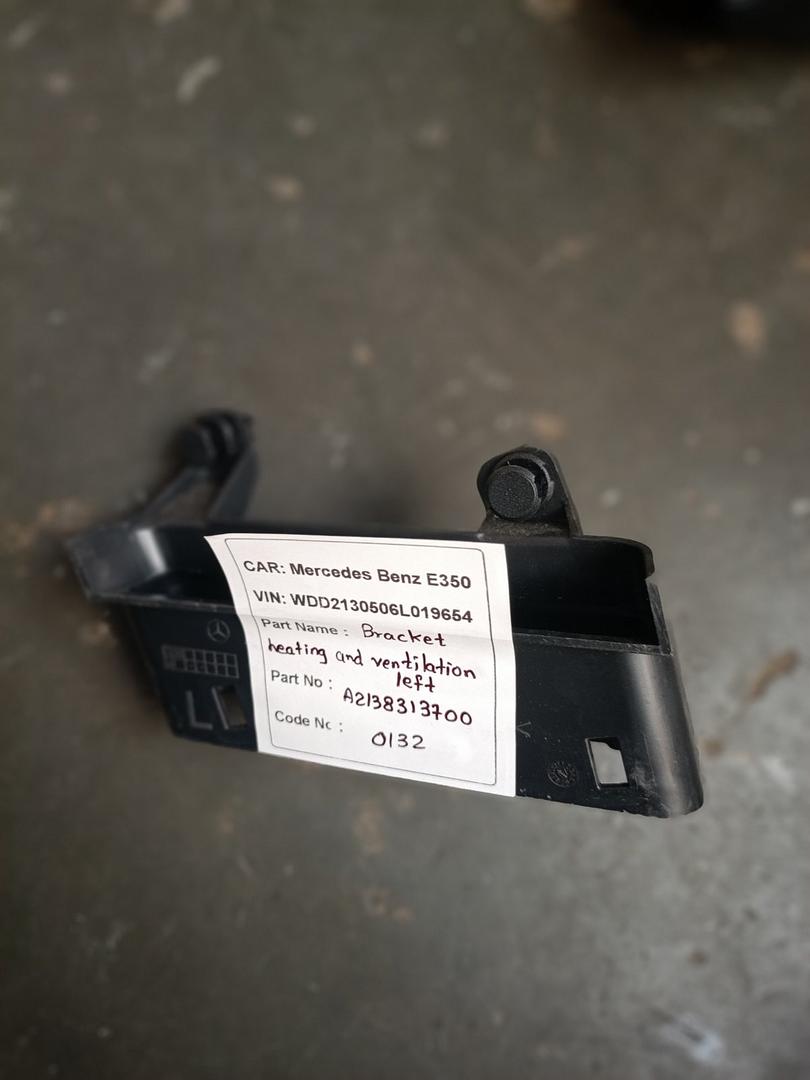 CAR: Mercedes Benz E350
VIN: WDD2130506L019654
Part Name : Bracket
heating and ventilation
left
Part No :
A2138313700
Code No :
0132
L